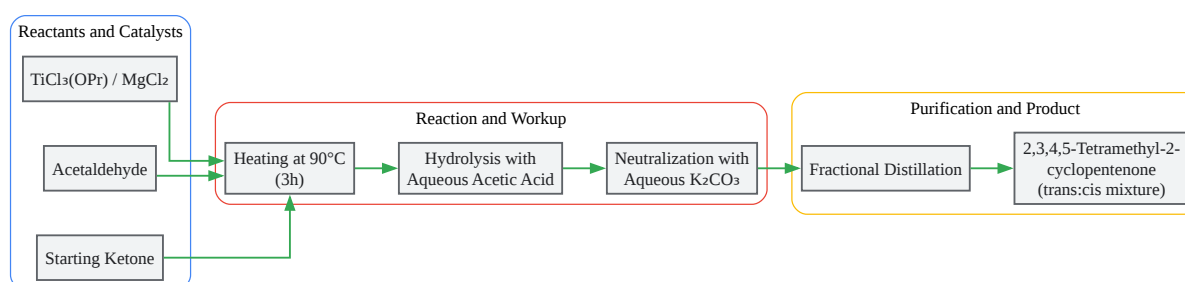 Reactants and Catalysts
TiCl₃(OPr) / MgCl₂
Acetaldehyde
Starting Ketone
Reaction and Workup
Heating at 90°C
(3h)
Hydrolysis with
Aqueous Acetic Acid
Neutralization with
Aqueous K₂CO₃
Purification and Product
Fractional Distillation
2,3,4,5-Tetramethyl-2-
cyclopentenone
(trans:cis mixture)